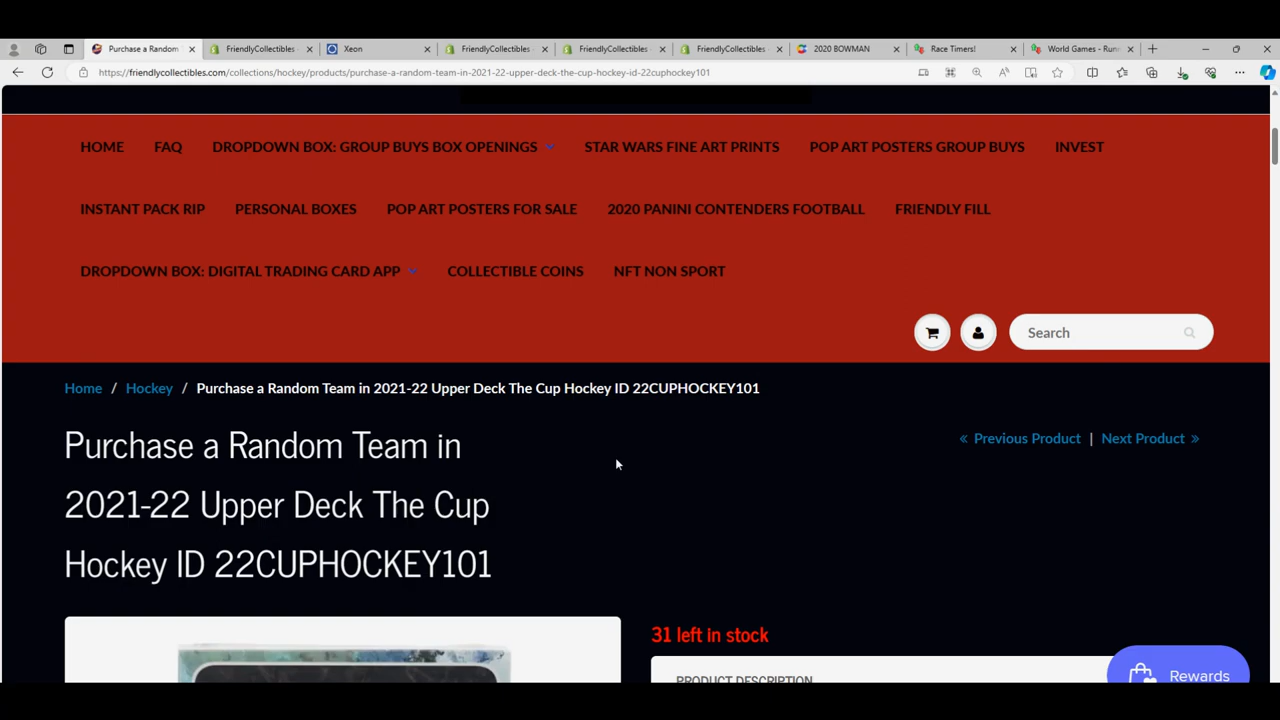 Purchase a Random
FriendlyCollectibles
Xeon
FriendlyCollectibles
FriendlyCollectibles
FriendlyCollectibles
2020 BOWMAN
Race Timers!
World Games - Runn
https://friendlycollectibles.com/collections/hockey/products/purchase-a-random-team-in-2021-22-upper-deck-the-cup-hockey-id-22cuphockey101
HOME FAQ DROPDOWN BOX: GROUP BUYS BOX OPENINGS STAR WARS FINE ART PRINTS POP ART POSTERS GROUP BUYS INVEST
INSTANT PACK RIP PERSONAL BOXES POP ART POSTERS FOR SALE 2020 PANINI CONTENDERS FOOTBALL FRIENDLY FILL
DROPDOWN BOX: DIGITAL TRADING CARD APP COLLECTIBLE COINS NFT NON SPORT
Search
Home / Hockey / Purchase a Random Team in 2021-22 Upper Deck The Cup Hockey ID 22CUPHOCKEY101
« Previous Product | Next Product »
Purchase a Random Team in
2021-22 Upper Deck The Cup
Hockey ID 22CUPHOCKEY101
31 left in stock
PRODUCT DESCRIPTION
Rewards